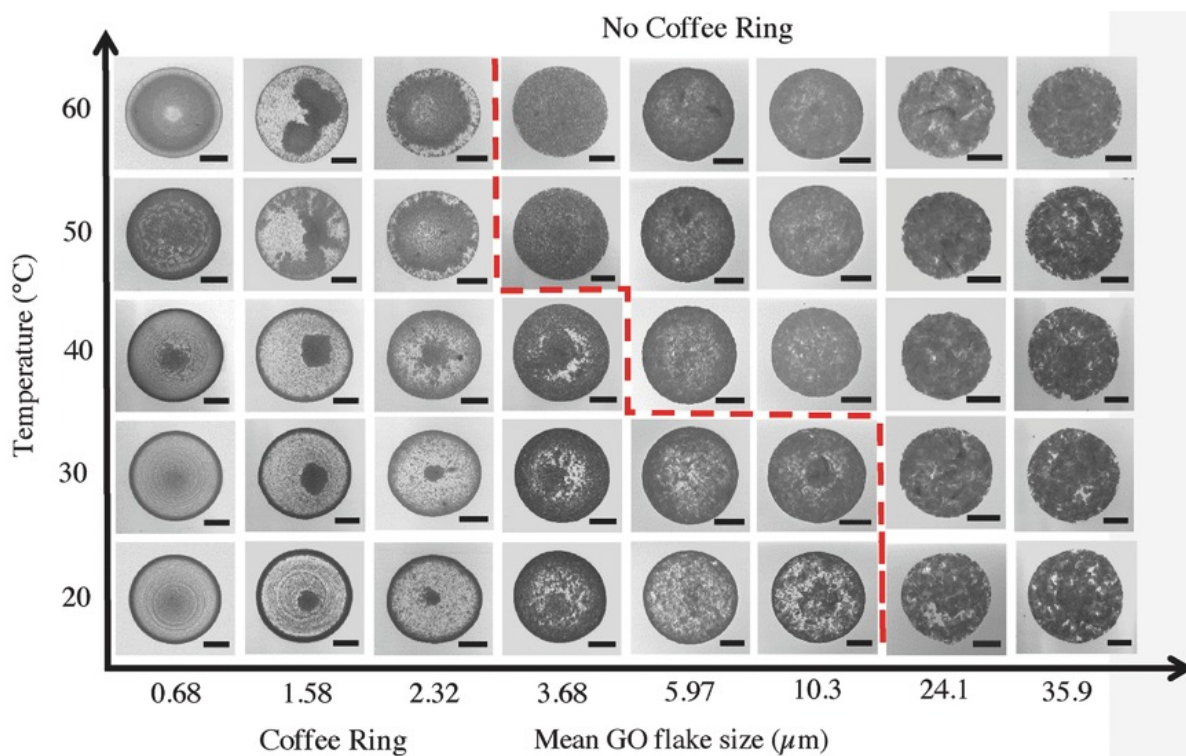 No Coffee Ring
60
50
40
30
20
Temperature (°C)
0.68 1.58 2.32 3.68 5.97 10.3 24.1 35.9
Coffee Ring Mean GO flake size (µm)